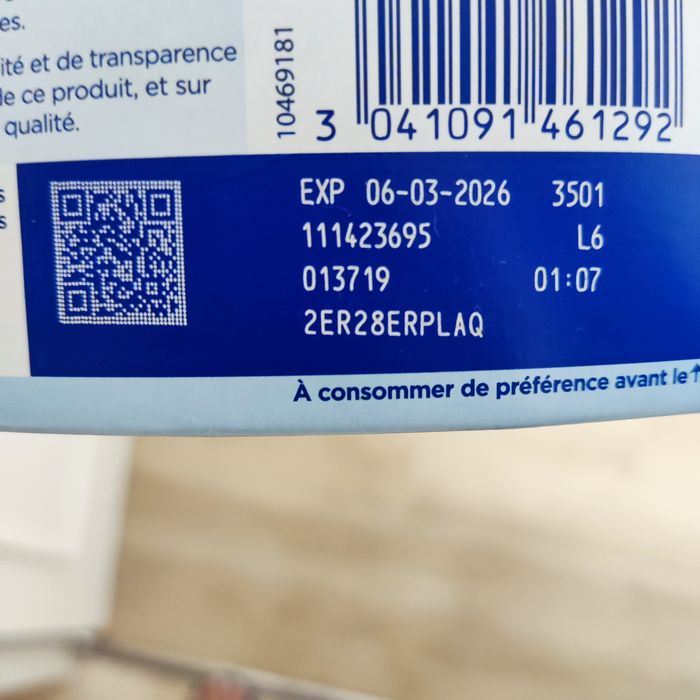 es.
ité et de transparence
de ce produit, et sur
qualité.
10469181
3 041091 461292
s
s
EXP 06-03-2026 3501
111423695 L6
013719 01:07
2ER28ERPLAQ
À consommer de préférence avant le ↑